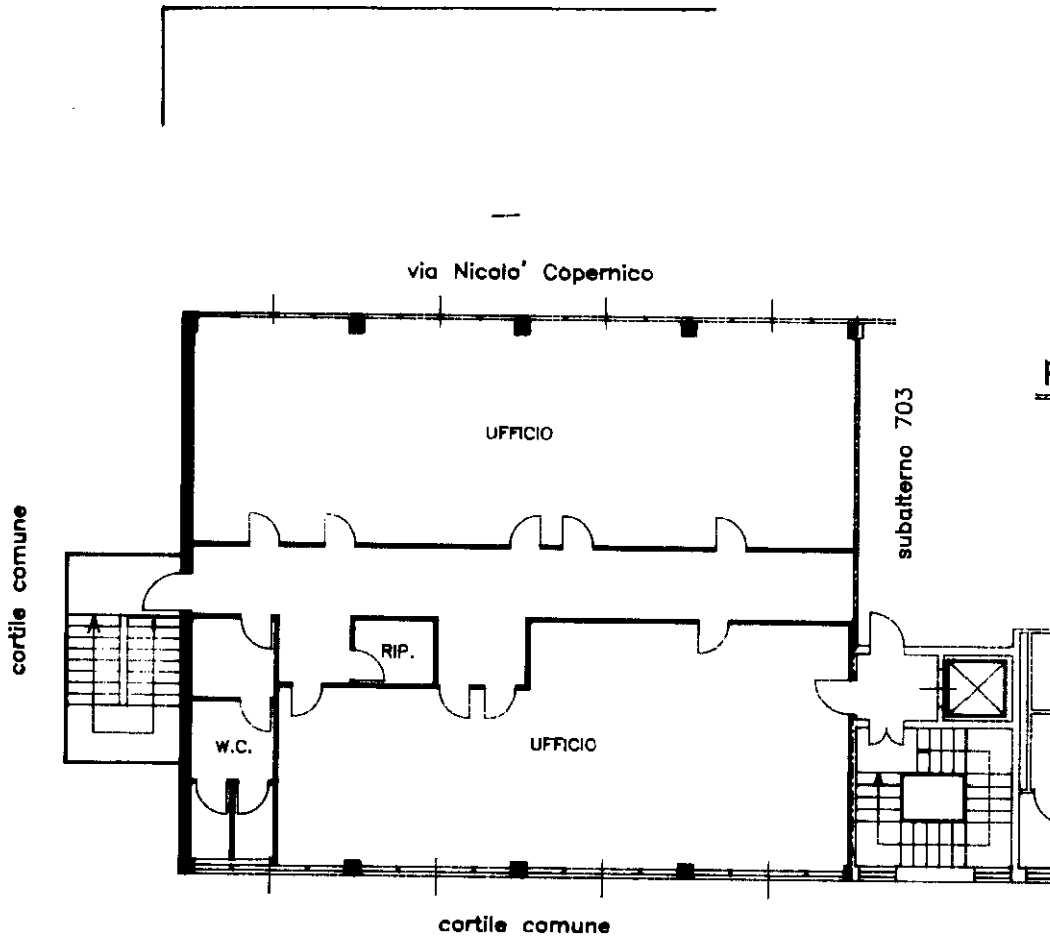 via Nicolo' Copernico
UFFICIO
subalterno 703
cortile comune
RIP.
W.C.
UFFICIO
cortile comune